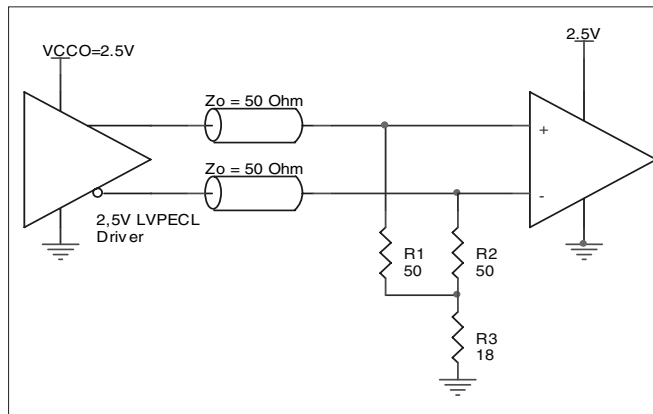 VCCO=2.5V
2.5V
Zo = 50 Ohm
+
Zo = 50 Ohm
-
2,5V LVPECL
Driver
R1
50
R2
50
R3
18